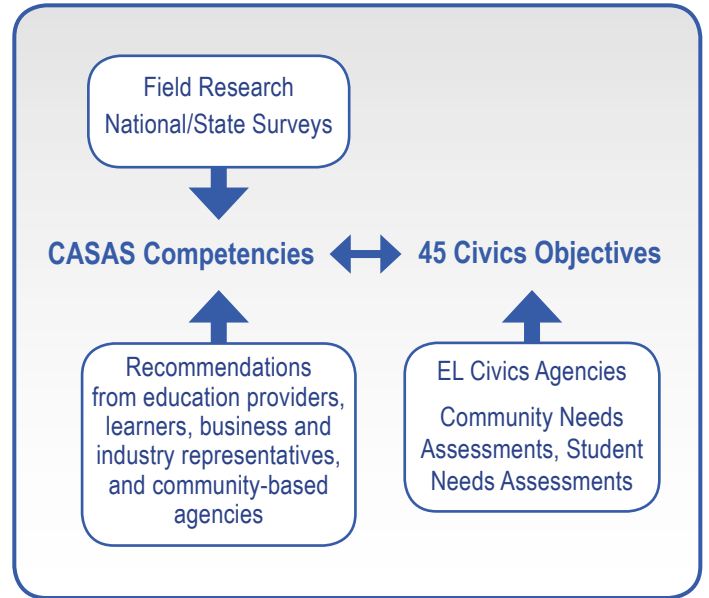 Field Research
National/State Surveys
CASAS Competencies
45 Civics Objectives
Recommendations
from education providers,
learners, business and
industry representatives,
and community-based
agencies
EL Civics Agencies
Community Needs
Assessments, Student
Needs Assessments